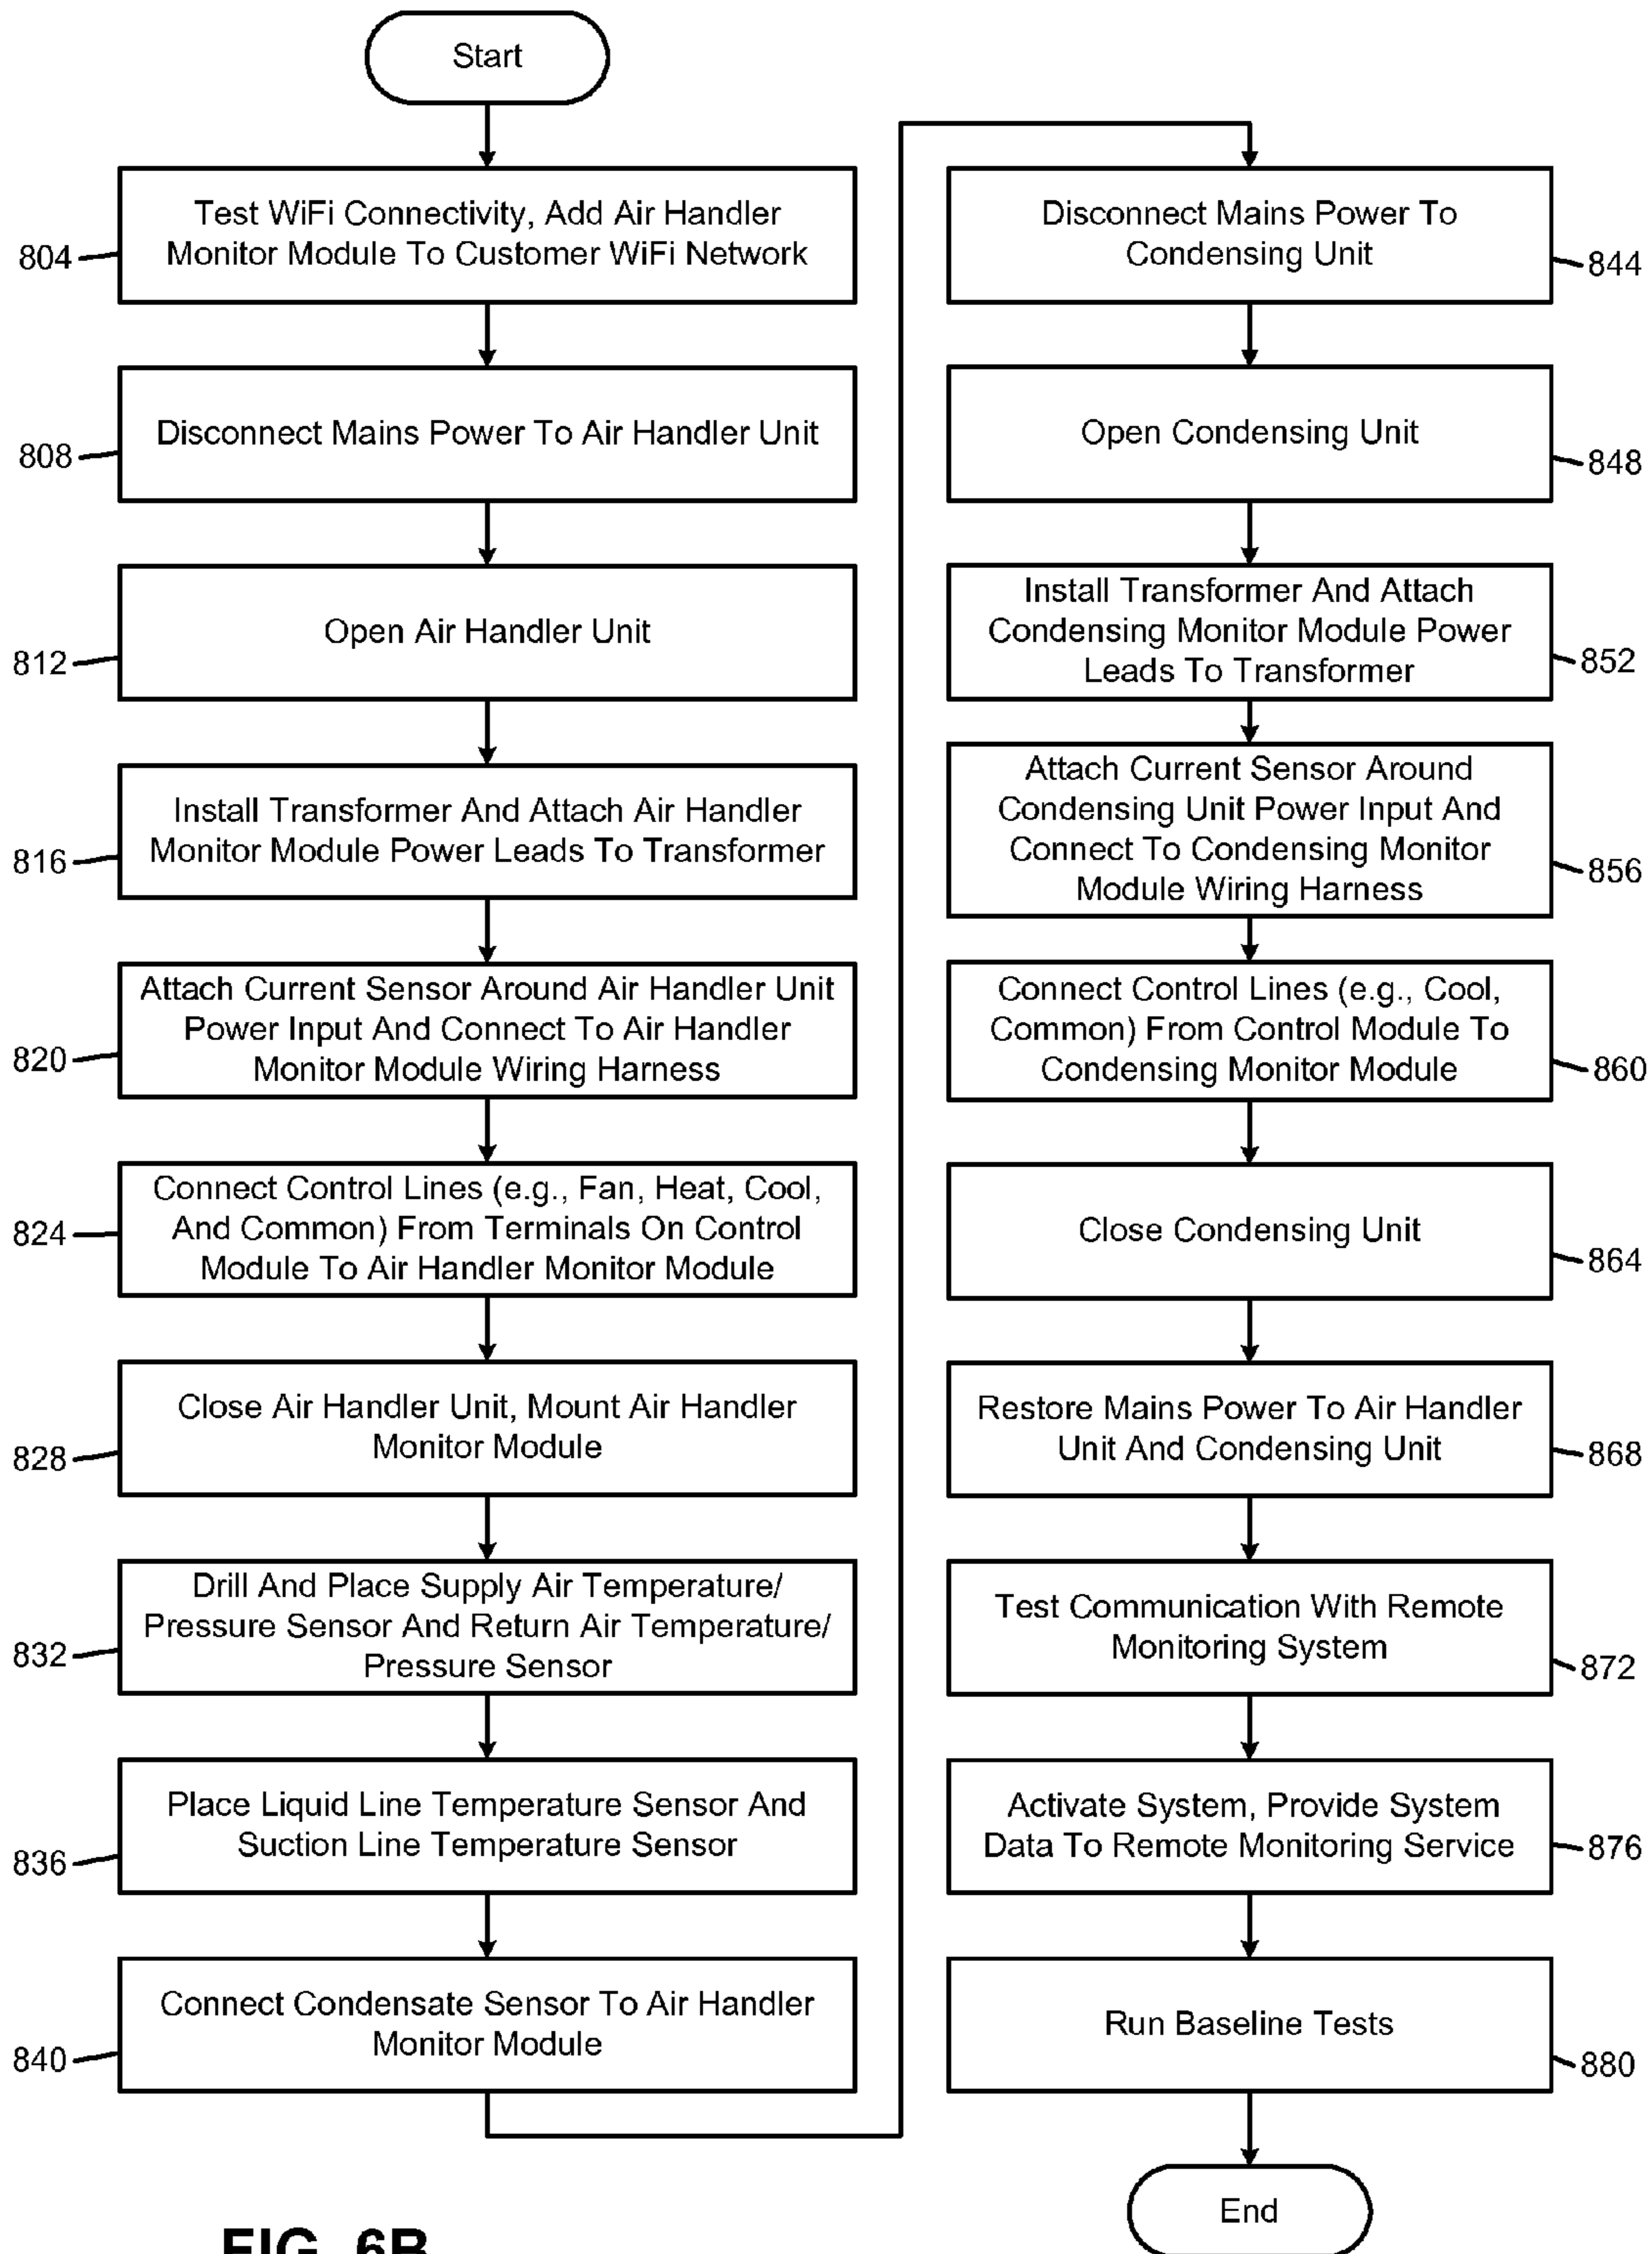 Start
Test WiFi Connectivity, Add Air Handler
Monitor Module To Customer WiFi Network
804
Disconnect Mains Power To Air Handler Unit
808
Open Air Handler Unit
812
Install Transformer And Attach Air Handler
Monitor Module Power Leads To Transformer
816
Attach Current Sensor Around Air Handler Unit
Power Input And Connect To Air Handler
Monitor Module Wiring Harness
820
Connect Control Lines (e.g., Fan, Heat, Cool,
And Common) From Terminals On Control
Module To Air Handler Monitor Module
824
Close Air Handler Unit, Mount Air Handler
Monitor Module
828
Drill And Place Supply Air Temperature/
Pressure Sensor And Return Air Temperature/
Pressure Sensor
832
Place Liquid Line Temperature Sensor And
Suction Line Temperature Sensor
836
Connect Condensate Sensor To Air Handler
Monitor Module
840
Disconnect Mains Power To
Condensing Unit
844
Open Condensing Unit
848
Install Transformer And Attach
Condensing Monitor Module Power
Leads To Transformer
852
Attach Current Sensor Around
Condensing Unit Power Input And
Connect To Condensing Monitor
Module Wiring Harness
856
Connect Control Lines (e.g., Cool,
Common) From Control Module To
Condensing Monitor Module
860
Close Condensing Unit
864
Restore Mains Power To Air Handler
Unit And Condensing Unit
868
Test Communication With Remote
Monitoring System
872
Activate System, Provide System
Data To Remote Monitoring Service
876
Run Baseline Tests
880
End
FIG. 6B